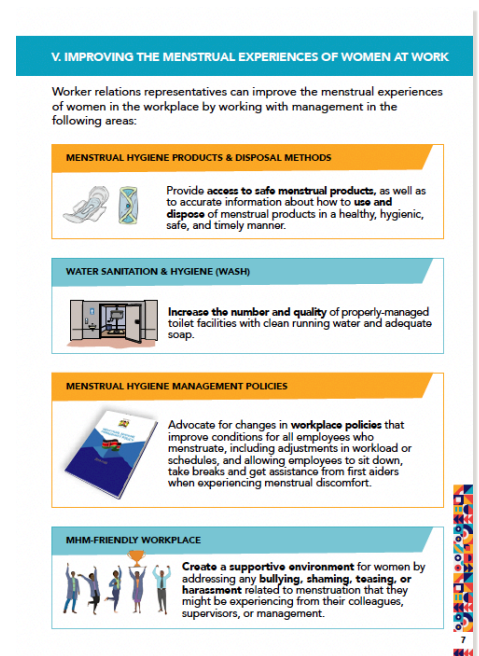 V. IMPROVING THE MENSTRUAL EXPERIENCES OF WOMEN AT WORK
Worker relations representatives can improve the menstrual experiences
of women in the workplace by working with management in the
following areas:
MENSTRUAL HYGIENE PRODUCTS & DISPOSAL METHODS
Provide access to safe menstrual products, as well as
to accurate information about how to use and
dispose of menstrual products in a healthy, hygienic,
safe, and timely manner.
WATER SANITATION & HYGIENE (WASH)
Increase the number and quality of properly-managed
toilet facilities with clean running water and adequate
soap.
MENSTRUAL HYGIENE MANAGEMENT POLICIES
Advocate for changes in workplace policies that
improve conditions for all employees who
menstruate, including adjustments in workload or
schedules, and allowing employees to sit down,
take breaks and get assistance from first aiders
when experiencing menstrual discomfort.
MHM-FRIENDLY WORKPLACE
Create a supportive environment for women by
addressing any bullying, shaming, teasing, or
harassment related to menstruation that they
might be experiencing from their colleagues,
supervisors, or management.
7